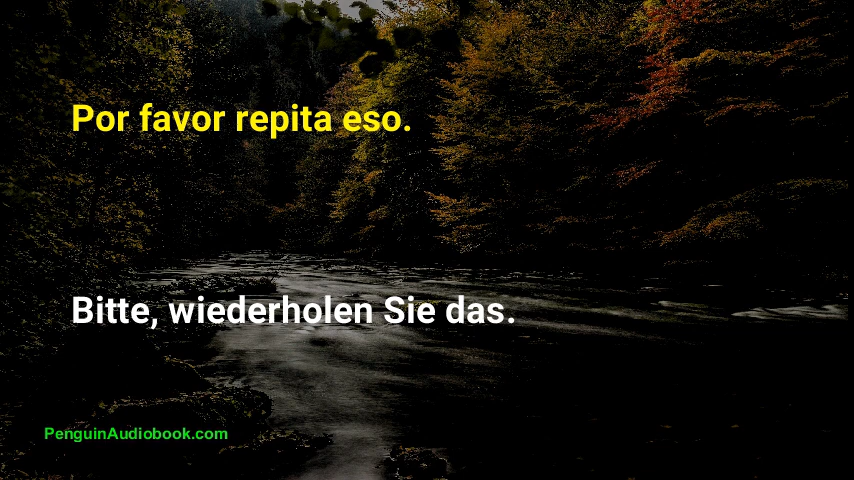 Por favor repita eso.
Bitte, wiederholen Sie das.
PenguinAudiobook.com